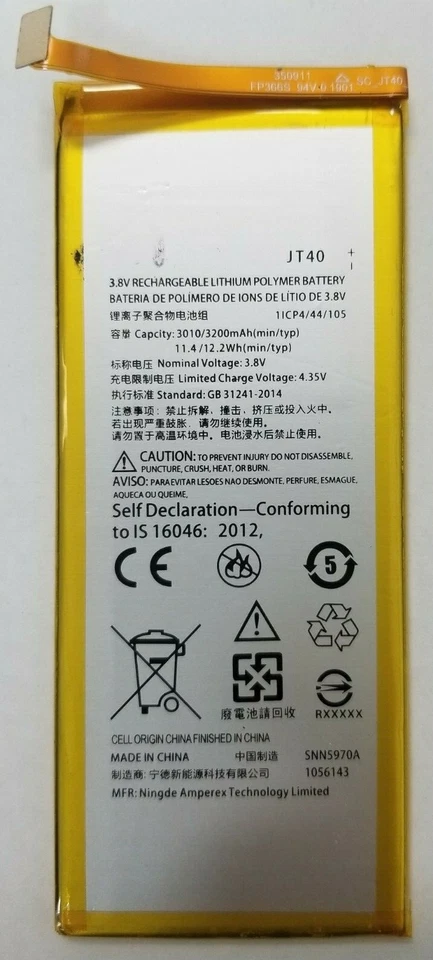 350911
FP366S 94V-0 1901 SC_JT40
JT40 + -
3.8V RECHARGEABLE LITHIUM POLYMER BATTERY
BATERIA DE POLÍMERO DE IONS DE LÍTIO DE 3.8V
锂离子聚合物电池组 1ICP4/44/105
容量 Capacity: 3010/3200mAh(min/typ)
11.4 /12.2Wh(min/typ)
标称电压 Nominal Voltage: 3.8V
充电限制电压 Limited Charge Voltage: 4.35V
执行标准 Standard: GB 31241-2014
注意事项：禁止拆解，撞击，挤压或投入火中。
若出现严重鼓胀，请勿继续使用。
请勿置于高温环境中。电池浸水后禁止使用。
CAUTION: TO PREVENT INJURY DO NOT DISASSEMBLE,
PUNCTURE, CRUSH, HEAT, OR BURN.
AVISO: PARA EVITAR LESOES NAO DESMONTE, PERFURE, ESMAGUE,
AQUECA OU QUEIME,
Self Declaration—Conforming
to IS 16046: 2012,
CE 5
廢電池請回收 RXXXXX
CELL ORIGIN CHINA FINISHED IN CHINA
MADE IN CHINA 中国制造 SNN5970A
制造商：宁德新能源科技有限公司 1056143
MFR: Ningde Amperex Technology Limited